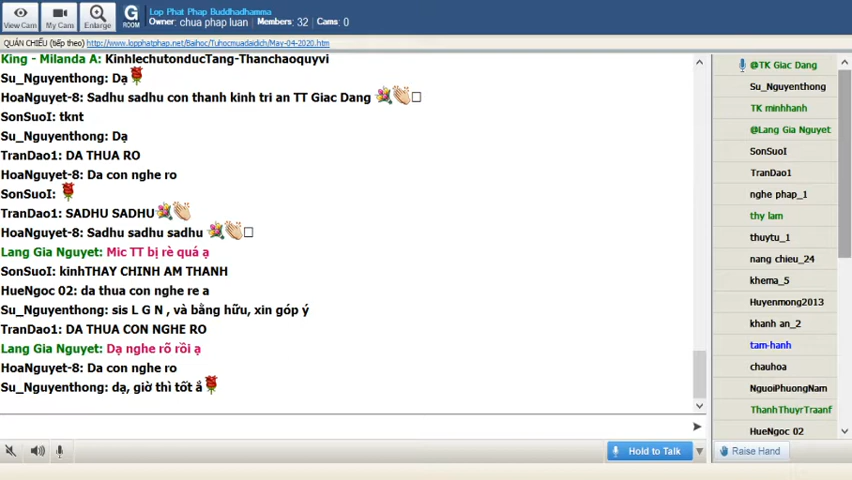 View Cam
My Cam
Enlarge
G
ROOM
Lop Phat Phap Buddhadhamma
Owner: chua phap luan Members: 32 Cams: 0
QUÁN CHIẾU (tiếp theo) http://www.lopphatphap.net/Baihoc/Tuhocmuadaidich/May-04-2020.htm
King - Milanda A: KinhlechutonducTang-Thanchaoquyvi
Su_Nguyenthong: Dạ
HoaNguyet-8: Sadhu sadhu con thanh kinh tri an TT Giac Dang
SonSuoI: tknt
Su_Nguyenthong: Dạ
TranDao1: DA THUA RO
HoaNguyet-8: Da con nghe ro
SonSuoI:
TranDao1: SADHU SADHU
HoaNguyet-8: Sadhu sadhu sadhu
Lang Gia Nguyet: Mic TT bị rè quá ạ
SonSuoI: kinhTHAY CHINH AM THANH
HueNgoc 02: da thua con nghe re a
Su_Nguyenthong: sis L G N , và bằng hữu, xin góp ý
TranDao1: DA THUA CON NGHE RO
Lang Gia Nguyet: Dạ nghe rõ rồi ạ
HoaNguyet-8: Da con nghe ro
Su_Nguyenthong: dạ, giờ thì tốt ẳ
Hold to Talk
@TK Giac Dang
Su_Nguyenthong
TK minhhanh
@Lang Gia Nguyet
SonSuoI
TranDao1
nghe phap_1
thy lam
thuytu_1
nang chieu_24
khema_5
Huyenmong2013
khanh an_2
tam-hanh
chauhoa
NguoiPhuongNam
ThanhThuyrTraanf
HueNgoc 02
Raise Hand